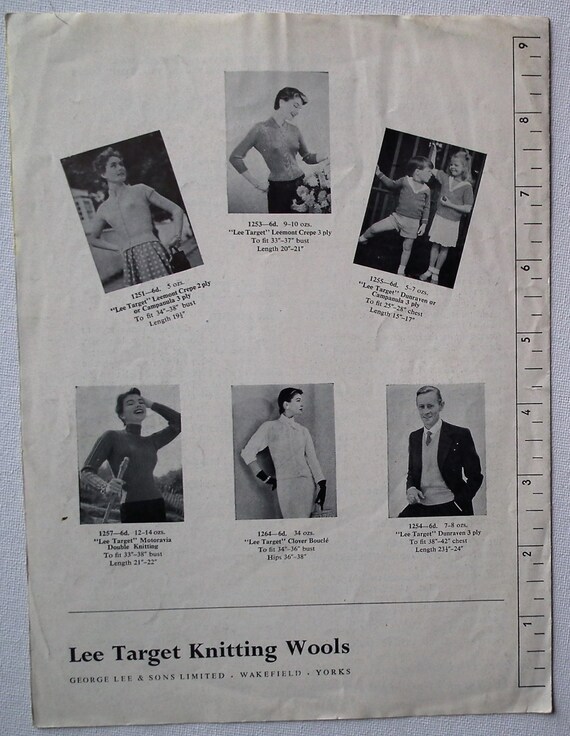 1253—6d. 9–10 ozs.
"Lee Target" Leemont Crepe 3 ply
To fit 33"–37" bust
Length 20"–21"
1251—6d. 5 ozs.
"Lee Target" Leemont Crepe 2 ply
or Campanula 3 ply
To fit 34"–38" bust
Length 19½"
1255—6d. 5–7 ozs.
"Lee Target" Dunraven or
Campanula 3 ply
To fit 25"–28" chest
Length 15"–17"
1257—6d. 12–14 ozs.
"Lee Target" Motoravia
Double Knitting
To fit 33"–38" bust
Length 21"–22"
1264—6d. 34 ozs.
"Lee Target" Clover Bouclé
To fit 34"–36" bust
Hips 36"–38"
1254—6d. 7–8 ozs.
"Lee Target" Dunraven 3 ply
To fit 38"–42" chest
Length 23½"–24"
Lee Target Knitting Wools
GEORGE LEE & SONS LIMITED - WAKEFIELD - YORKS
9
8
7
6
5
4
3
2
1